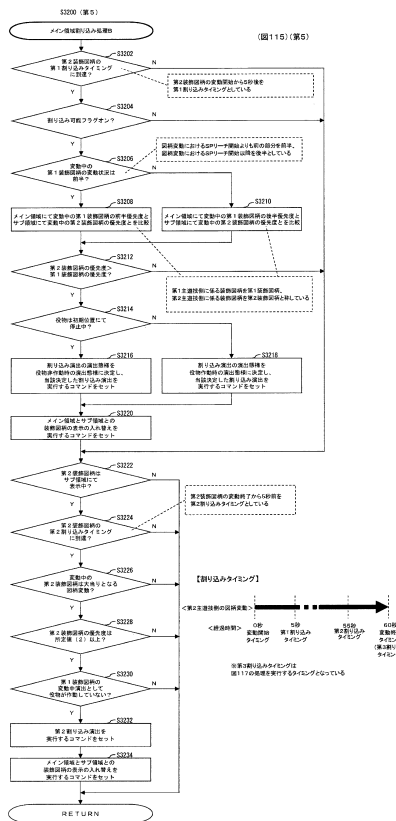 S3200（第５）
（図115）（第5）
メイン領域割り込み処理B
S3202
第２装飾図柄の
第１割り込みタイミング
に到達？
N
Y
第２装飾図柄の変動開始から５秒後を
第１割り込みタイミングとしている
S3204
割り込み可能フラグオン？
N
Y
図柄変動におけるSPリーチ開始よりも前の部分を前半、
図柄変動におけるSPリーチ開始以降を後半としている
S3206
変動中の
第１装飾図柄の変動状況は
前半？
N
Y
S3208
メイン領域にて変動中の第１装飾図柄の前半優先度と
サブ領域にて変動中の第２装飾図柄の優先度とを比較
S3210
メイン領域にて変動中の第１装飾図柄の後半優先度と
サブ領域にて変動中の第２装飾図柄の優先度とを比較
S3212
第２装飾図柄の優先度＞
第１装飾図柄の優先度？
N
Y
第１主遊技側に係る装飾図柄を第１装飾図柄、
第２主遊技側に係る装飾図柄を第２装飾図柄と称している
S3214
役物は初期位置にて
停止中？
N
Y
S3216
割り込み演出の演出態様を
役物非作動時の演出態様に決定し、
当該決定した割り込み演出を
実行するコマンドをセット
S3218
割り込み演出の演出態様を
役物作動時の演出態様に決定し、
当該決定した割り込み演出を
実行するコマンドをセット
S3220
メイン領域とサブ領域との
装飾図柄の表示の入れ替えを
実行するコマンドをセット
S3222
第２装飾図柄は
サブ領域にて
表示中？
N
Y
第２装飾図柄の変動終了から５秒前を
第２割り込みタイミングとしている
S3224
第２装飾図柄の
第２割り込みタイミング
に到達？
N
Y
S3226
変動中の
第２装飾図柄は大当りとなる
図柄変動？
N
Y
【割り込みタイミング】
＜第２主遊技側の図柄変動＞
＜経過時間＞
0秒
変動開始
タイミング
5秒
第１割り込み
タイミング
55秒
第２割り込み
タイミング
60秒
変動終
タイミン
（第３割り
タイミン
※第３割り込みタイミングは
図117の処理を実行するタイミングとなっている
S3228
第２装飾図柄の優先度は
所定値（２）以上？
N
Y
S3230
第１装飾図柄の
変動中演出として
役物が作動していない？
N
Y
S3232
第２割り込み演出を
実行するコマンドをセット
S3234
メイン領域とサブ領域との
装飾図柄の表示の入れ替えを
実行するコマンドをセット
RETURN